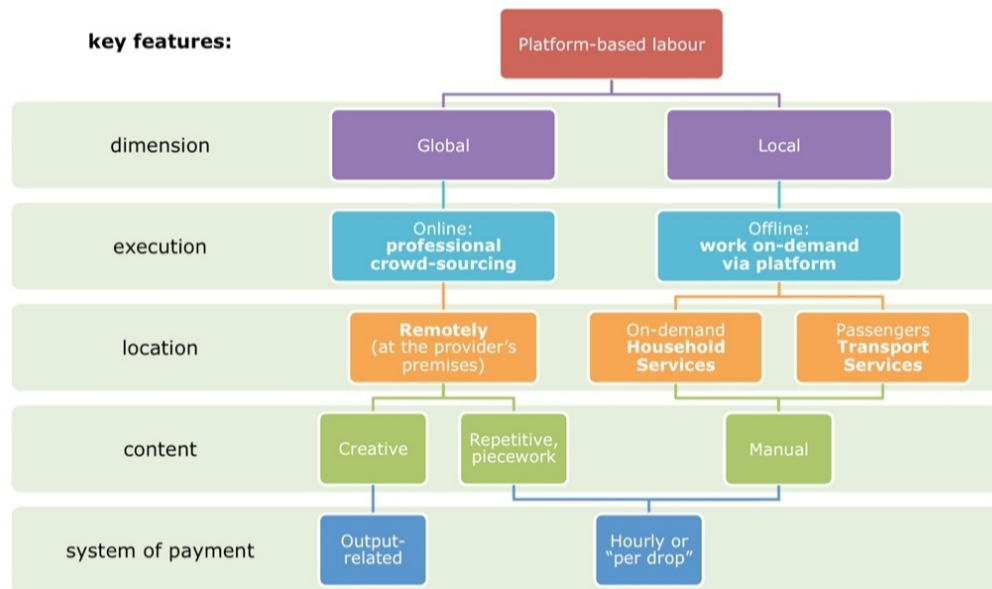 key features:
Platform-based labour
dimension
Global
Local
execution
Online:
professional
crowd-sourcing
Offline:
work on-demand
via platform
location
Remotely
(at the provider's
premises)
On-demand
Household
Services
Passengers
Transport
Services
content
Creative
Repetitive,
piecework
Manual
system of payment
Output-
related
Hourly or
"per drop"